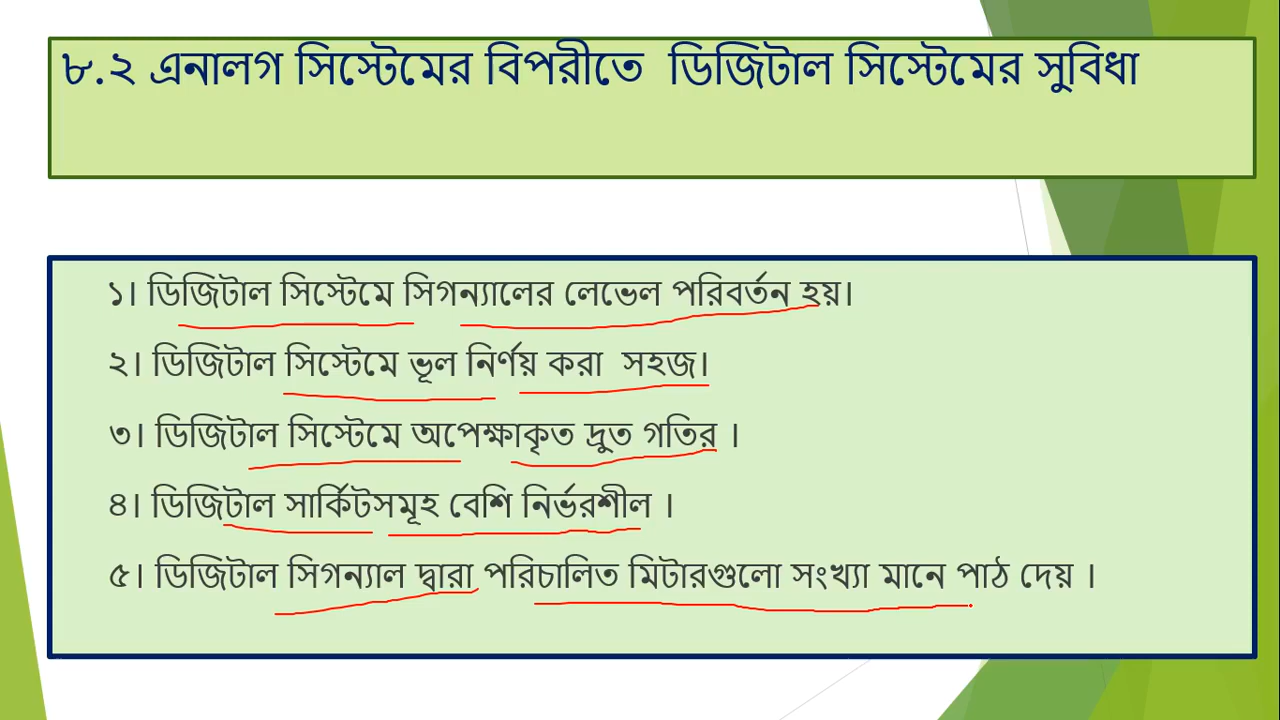 ৮.২ এনালগ সিস্টেমের বিপরীতে ডিজিটাল সিস্টেমের সুবিধা
১। ডিজিটাল সিস্টেমে সিগন্যালের লেভেল পরিবর্তন হয়।
২। ডিজিটাল সিস্টেমে ভূল নির্ণয় করা সহজ।
৩। ডিজিটাল সিস্টেমে অপেক্ষাকৃত দ্রুত গতির ।
৪। ডিজিটাল সার্কিটসমূহ বেশি নির্ভরশীল ।
৫। ডিজিটাল সিগন্যাল দ্বারা পরিচালিত মিটারগুলো সংখ্যা মানে পাঠ দেয় ।